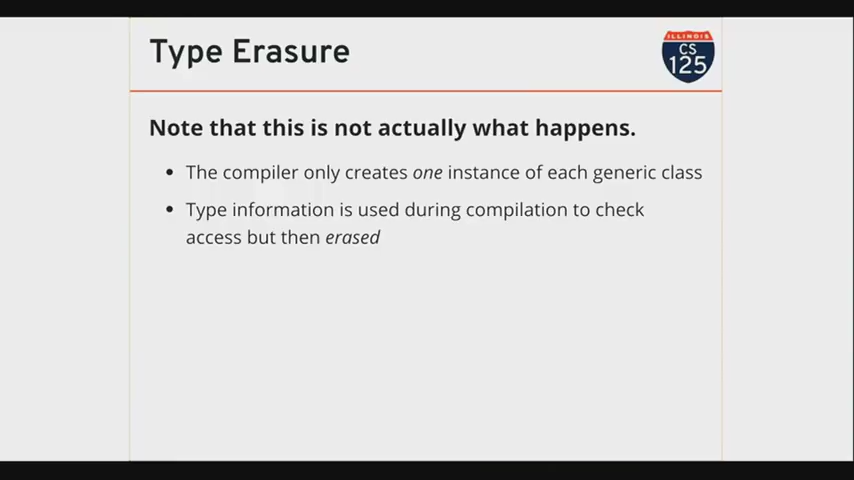 Type Erasure
ILLINOIS
CS
125
Note that this is not actually what happens.
• The compiler only creates one instance of each generic class
• Type information is used during compilation to check
access but then erased